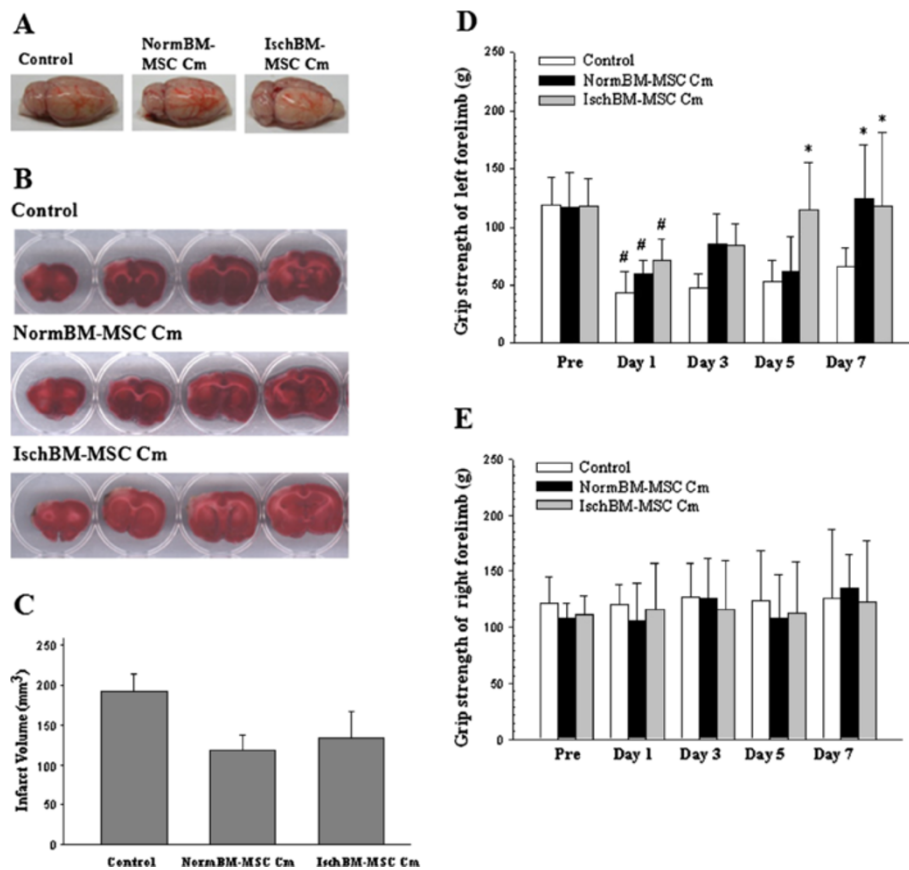 A
Control
NormBM-
MSC Cm
IschBM-
MSC Cm
B
Control
NormBM-MSC Cm
IschBM-MSC Cm
C
Infarct Volume (mm³)
250
200
150
100
50
0
Control
NormBM-MSC Cm
IschBM-MSC Cm
D
Grip strength of left forelimb (g)
250
200
150
100
50
0
Control
NormBM-MSC Cm
IschBM-MSC Cm
# # #
*
* *
Pre Day 1 Day 3 Day 5 Day 7
E
Grip strength of right forelimb (g)
250
200
150
100
50
0
Control
NormBM-MSC Cm
IschBM-MSC Cm
Pre Day 1 Day 3 Day 5 Day 7